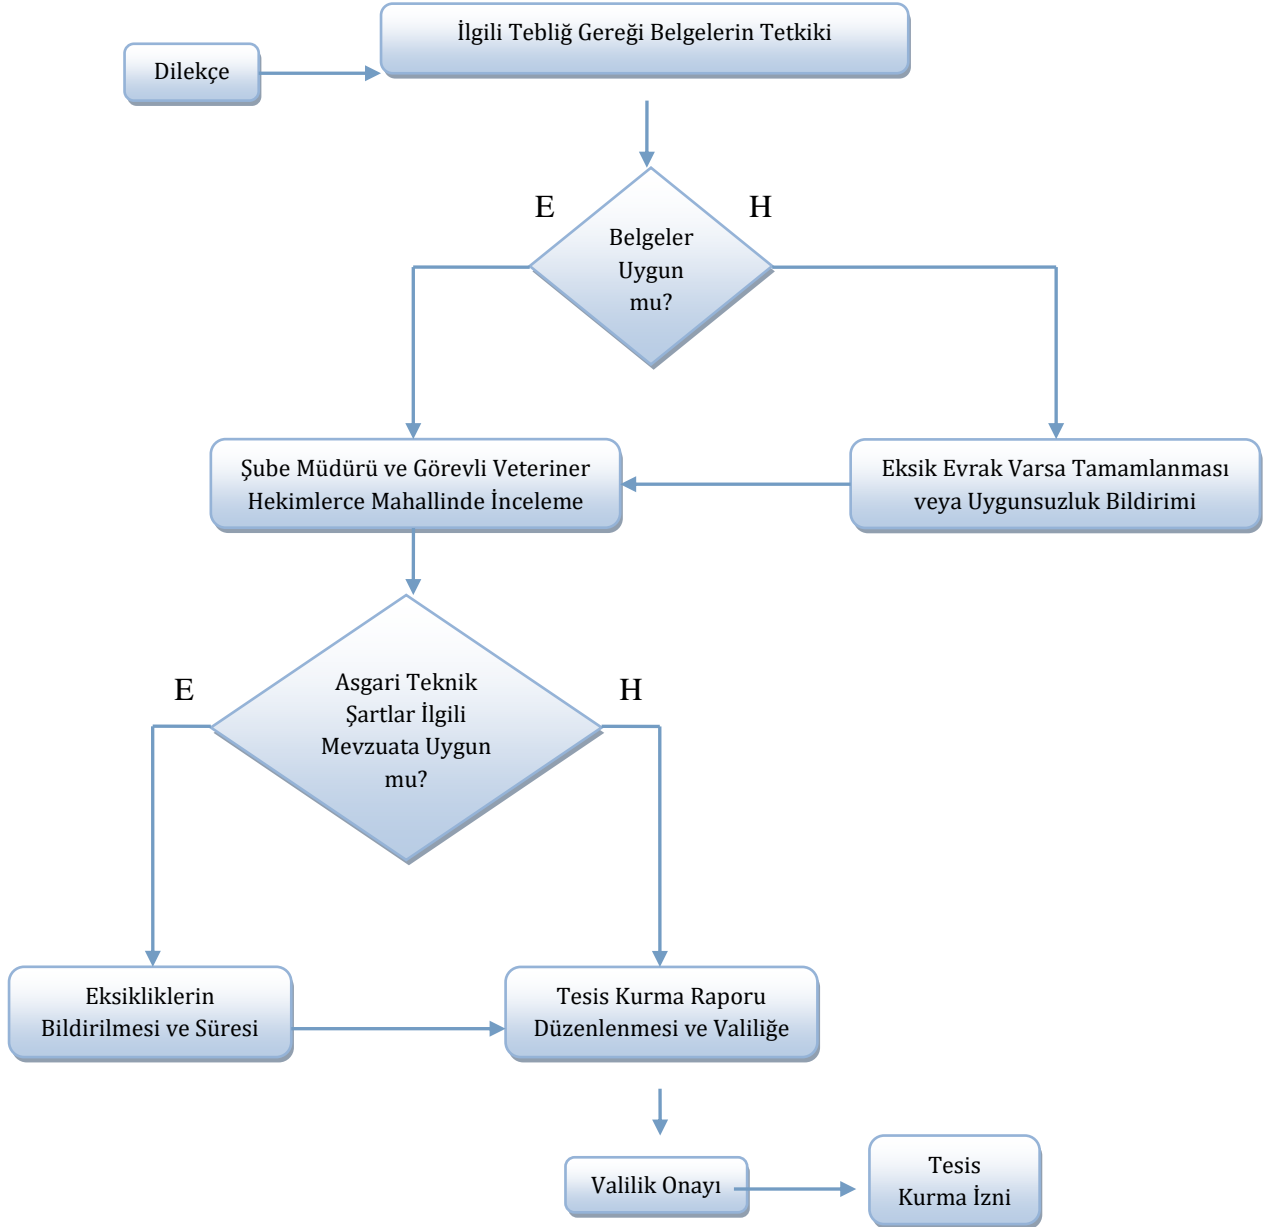 İlgili Tebliğ Gereği Belgelerin Tetkiki
Dilekçe
E
H
Belgeler
Uygun
mu?
Şube Müdürü ve Görevli Veteriner
Hekimlerce Mahallinde İnceleme
Eksik Evrak Varsa Tamamlanması
veya Uygunsuzluk Bildirimi
E
H
Asgari Teknik
Şartlar İlgili
Mevzuata Uygun
mu?
Eksikliklerin
Bildirilmesi ve Süresi
Tesis Kurma Raporu
Düzenlenmesi ve Valiliğe
Valilik Onayı
Tesis
Kurma İzni